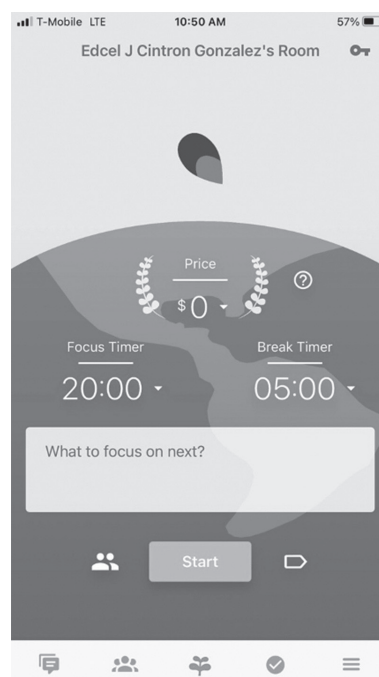 T-Mobile LTE 10:50 AM 57%
Edcel J Cintron Gonzalez's Room
Price
$0
Focus Timer Break Timer
20:00 05:00
What to focus on next?
Start